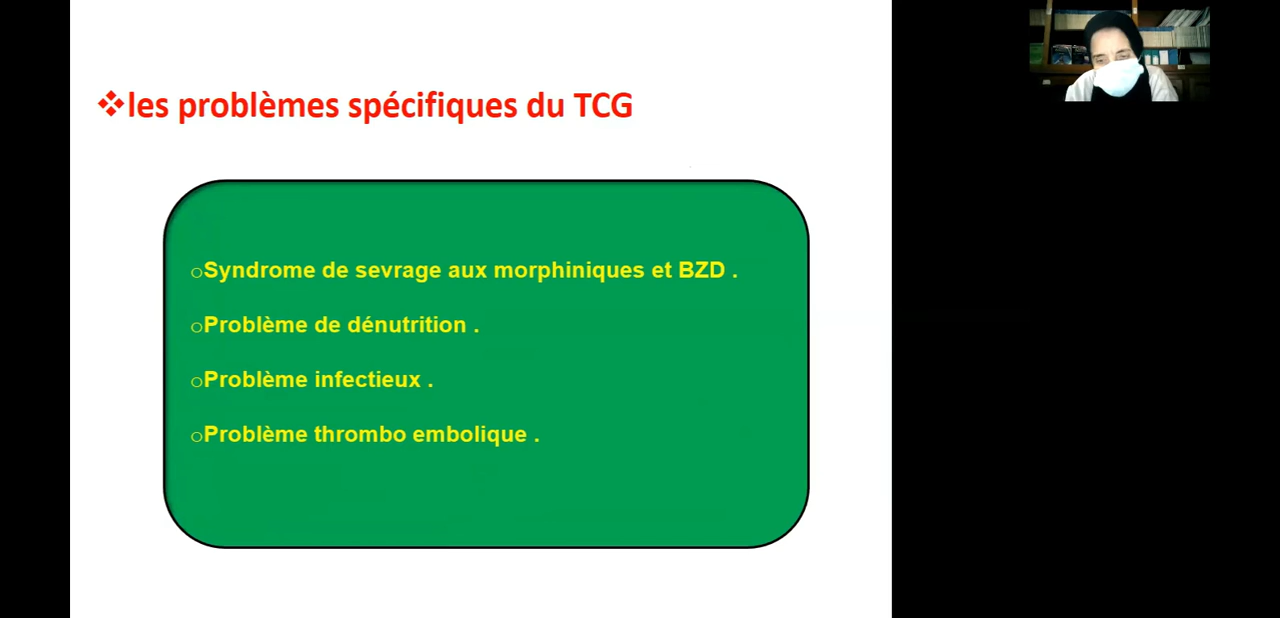 ❖les problèmes spécifiques du TCG
○Syndrome de sevrage aux morphiniques et BZD .
○Problème de dénutrition .
○Problème infectieux .
○Problème thrombo embolique .